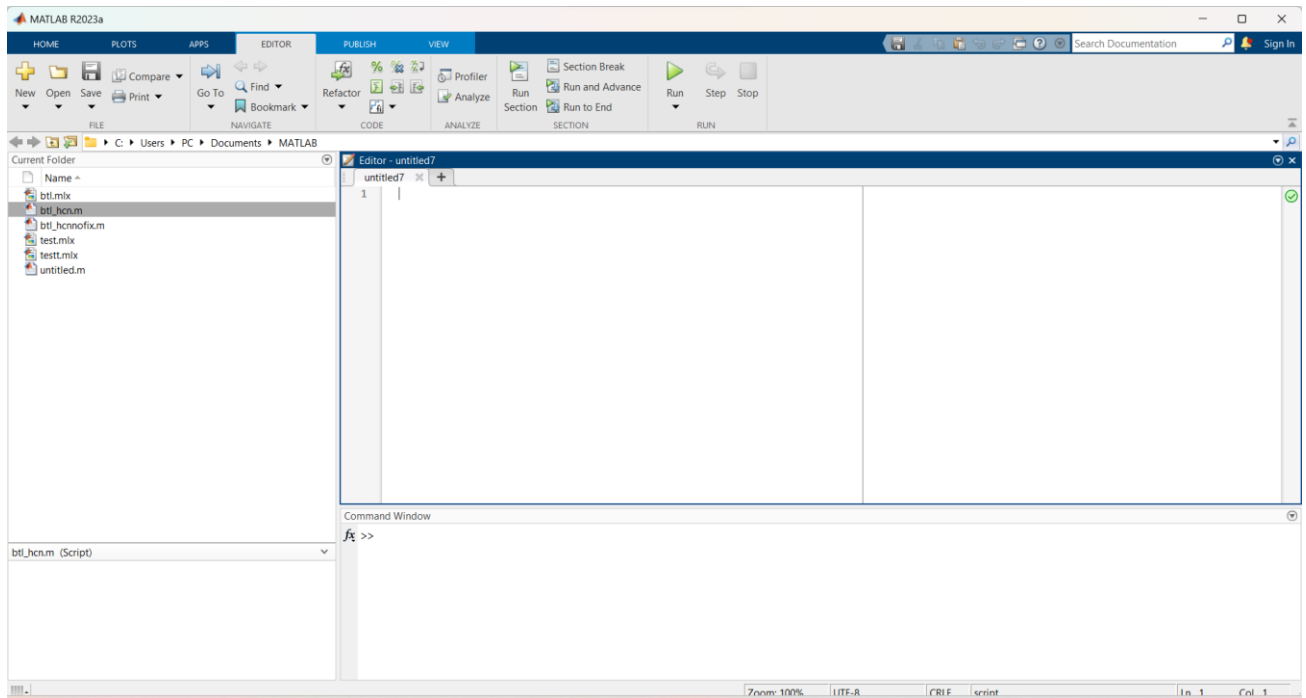 MATLAB R2023a
HOME PLOTS APPS EDITOR PUBLISH VIEW Search Documentation Sign In
New Open Save Compare Print
FILE
Go To Find Bookmark
NAVIGATE
Refactor
CODE
Profiler
Analyze
ANALYZE
Run Section Section Break
Run and Advance
Run to End
SECTION
Run Step Stop
RUN
C: Users PC Documents MATLAB
Current Folder
Name
btl.mlx
btl_hcn.m
btl_hcnnofix.m
test.mlx
testt.mlx
untitled.m
btl_hcn.m (Script)
Editor - untitled7
untitled7
1
Command Window
fx >>
Zoom: 100% UTF-8 CRLF script Ln 1 Col 1